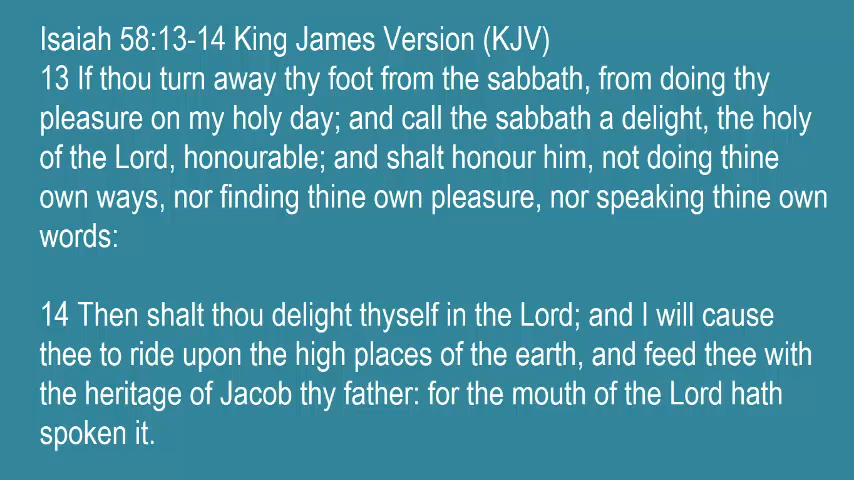 Isaiah 58:13-14 King James Version (KJV)
13 If thou turn away thy foot from the sabbath, from doing thy
pleasure on my holy day; and call the sabbath a delight, the holy
of the Lord, honourable; and shalt honour him, not doing thine
own ways, nor finding thine own pleasure, nor speaking thine own
words:
14 Then shalt thou delight thyself in the Lord; and I will cause
thee to ride upon the high places of the earth, and feed thee with
the heritage of Jacob thy father: for the mouth of the Lord hath
spoken it.